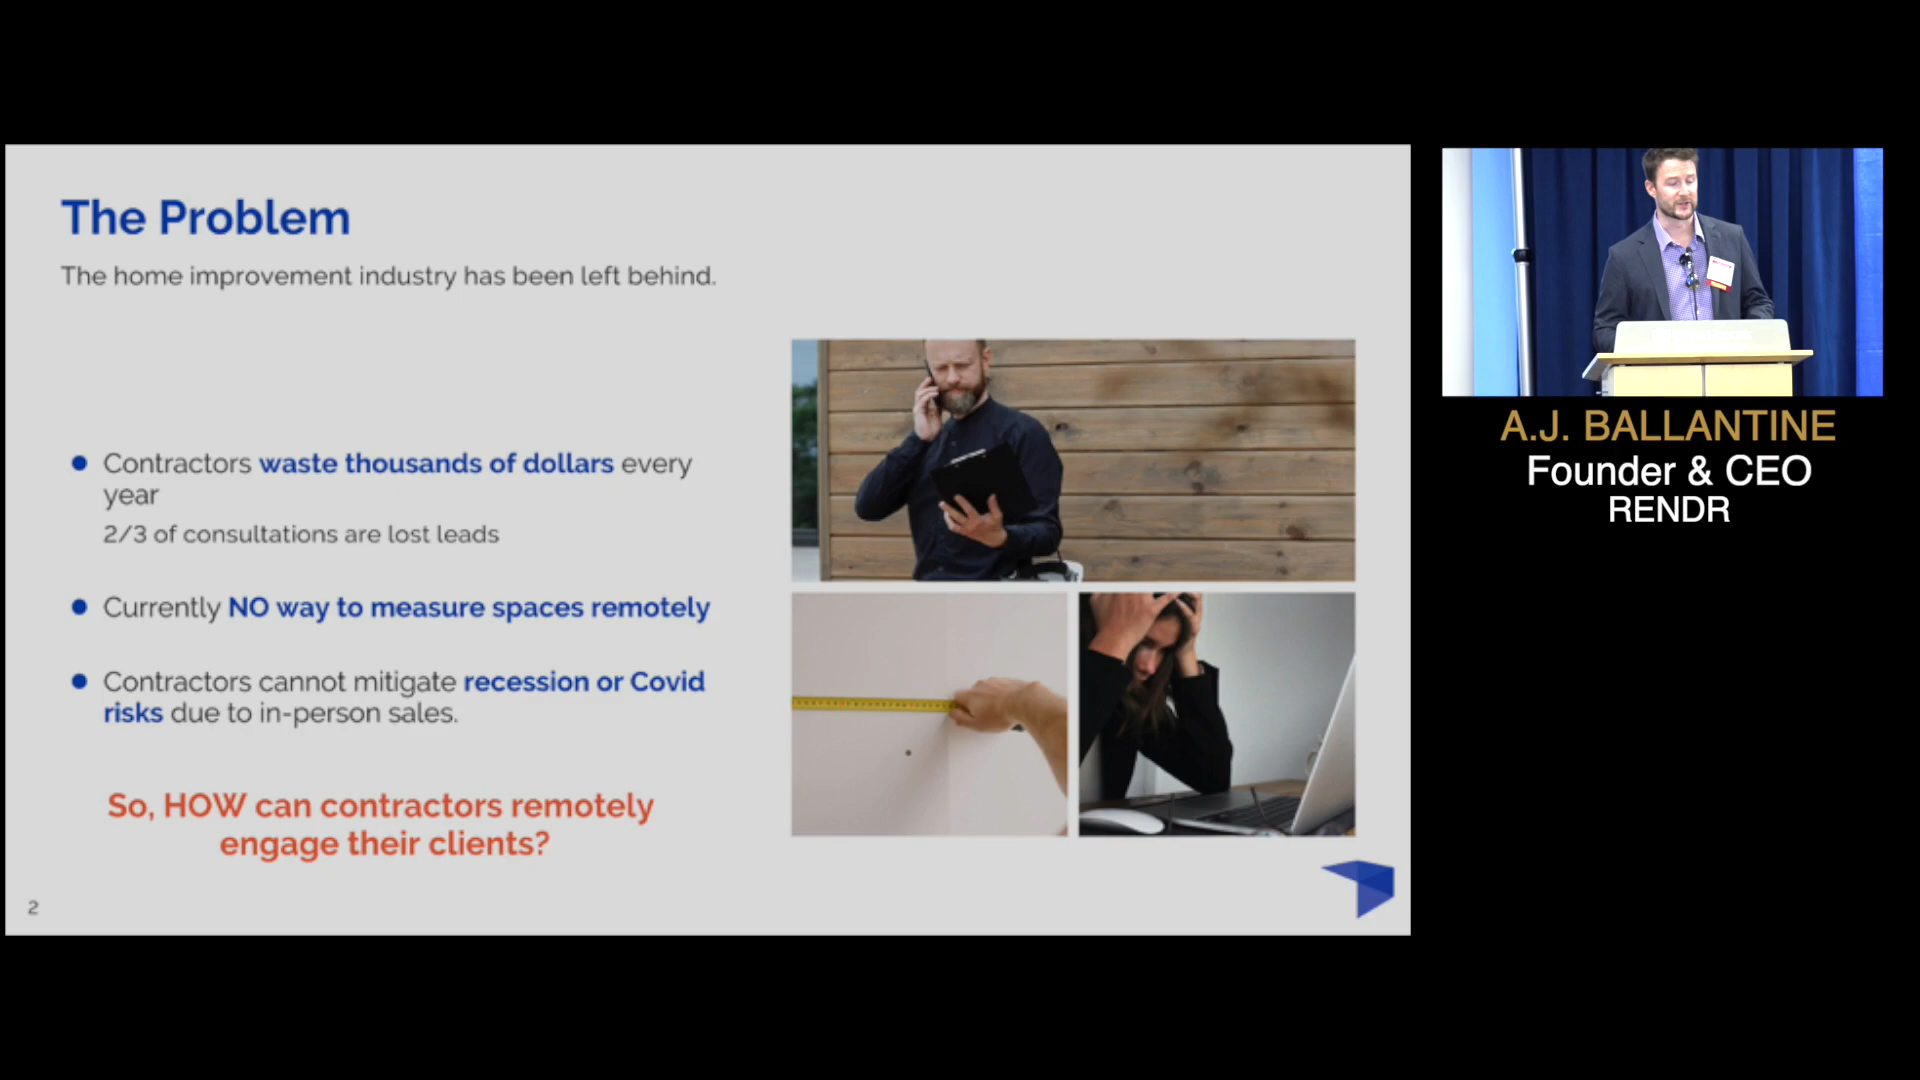 The Problem
The home improvement industry has been left behind.
● Contractors waste thousands of dollars every
year
2/3 of consultations are lost leads
● Currently NO way to measure spaces remotely
● Contractors cannot mitigate recession or Covid
risks due to in-person sales.
So, HOW can contractors remotely
engage their clients?
2
A.J. BALLANTINE
Founder & CEO
RENDR